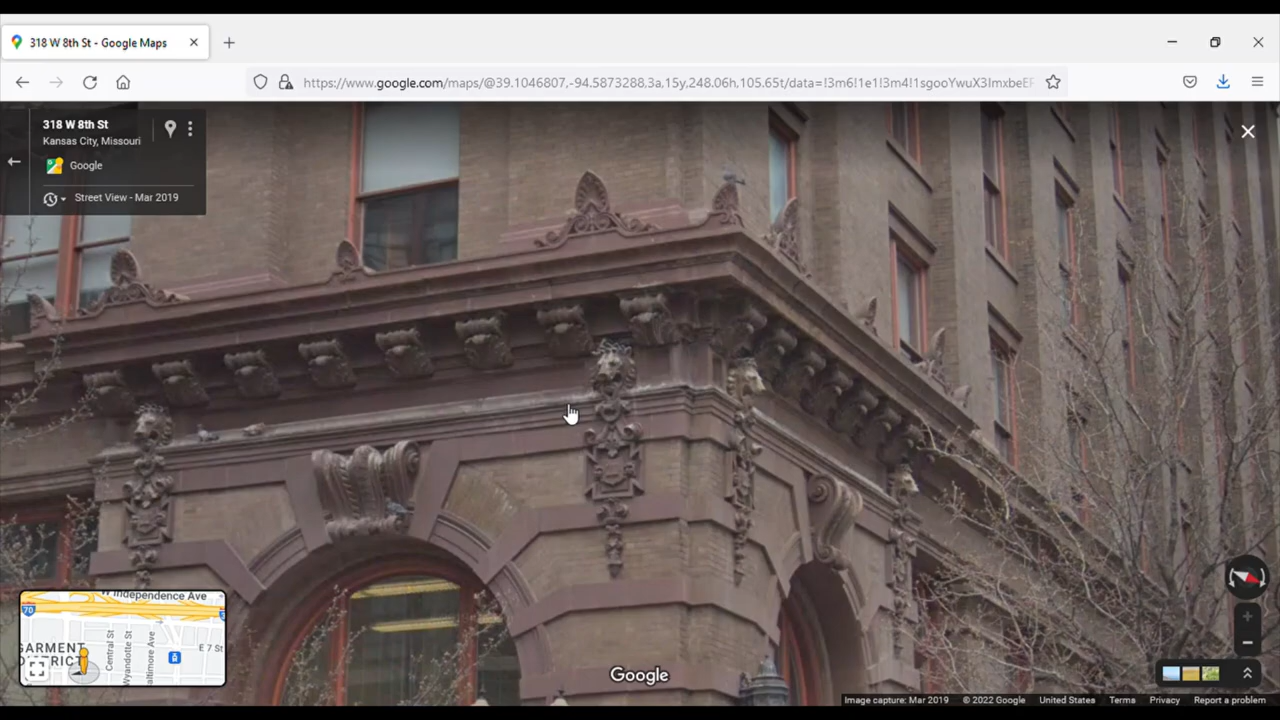 318 W 8th St - Google Maps
https://www.google.com/maps/@39.1046807,-94.5873288,3a,15y,248.06h,105.65t/data=!3m6!1e1!3m4!1sgooYwuX3ImxbeER
318 W 8th St
Kansas City, Missouri
Google
Street View - Mar 2019
W Independence Ave
70
Central St
Wyandotte St
Baltimore Ave
E 7 St
GARMENT
DISTRICT
Google
Image capture: Mar 2019 © 2022 Google United States Terms Privacy Report a problem